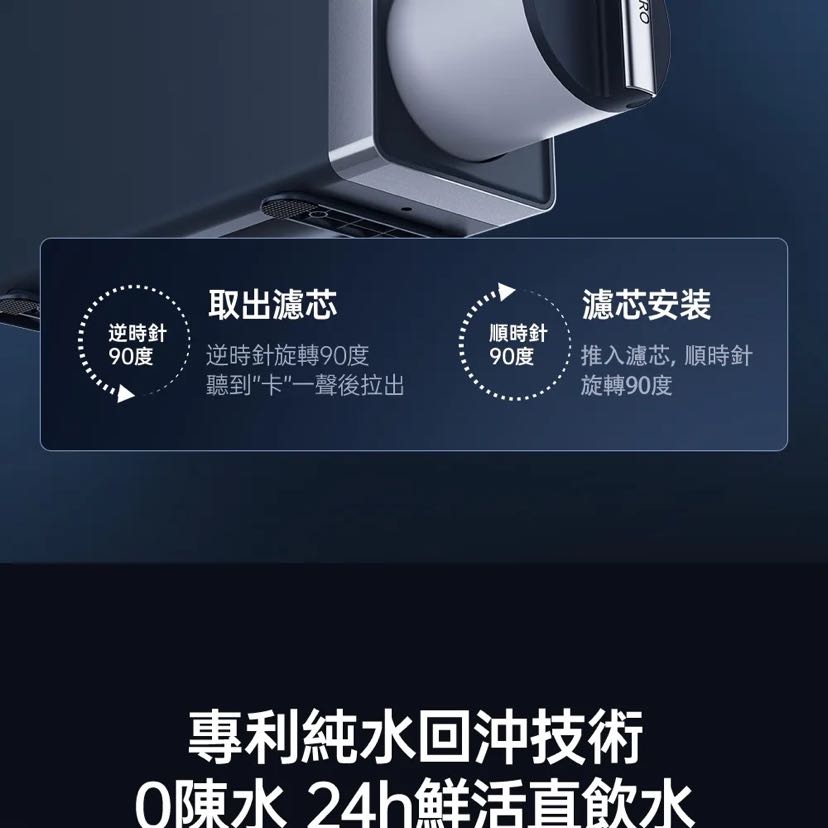 RO
取出濾芯
逆時針
90度
逆時針旋轉90度
聽到"卡"一聲後拉出
濾芯安装
順時針
90度
推入濾芯, 順時針
旋轉90度
專利純水回沖技術
0陳水 24h鮮活直飲水